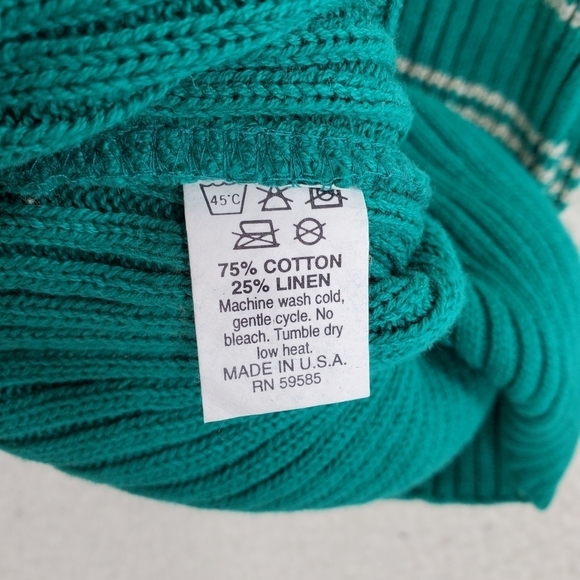 45°C
75% COTTON
25% LINEN
Machine wash cold,
gentle cycle. No
bleach. Tumble dry
low heat.
MADE IN U.S.A.
RN 59585